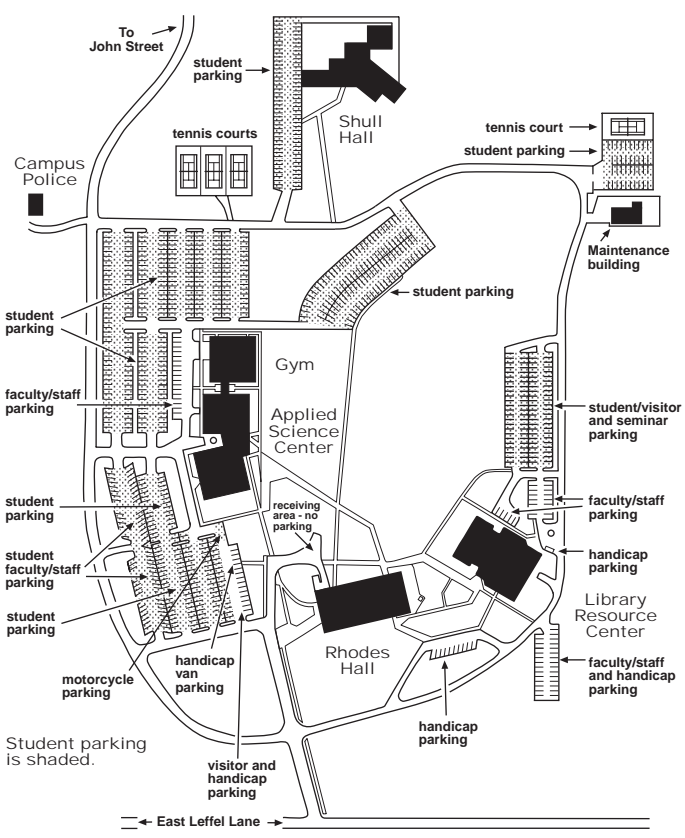 To
John Street
student
parking
Shull
Hall
tennis courts
tennis court
student parking
Campus
Police
Maintenance
building
student parking
student
parking
Gym
faculty/staff
parking
Applied
Science
Center
student/visitor
and seminar
parking
student
parking
receiving
area - no
parking
faculty/staff
parking
student
faculty/staff
parking
handicap
parking
student
parking
Library
Resource
Center
Rhodes
Hall
handicap
van
parking
motorcycle
parking
faculty/staff
and handicap
parking
handicap
parking
Student parking
is shaded.
visitor and
handicap
parking
East Leffel Lane